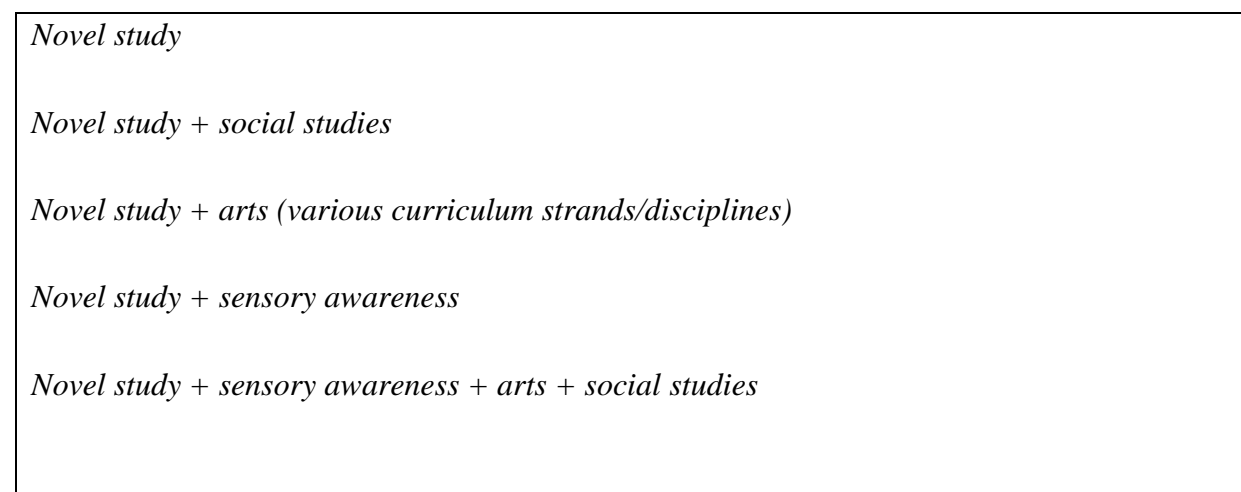 Novel study
Novel study + social studies
Novel study + arts (various curriculum strands/disciplines)
Novel study + sensory awareness
Novel study + sensory awareness + arts + social studies